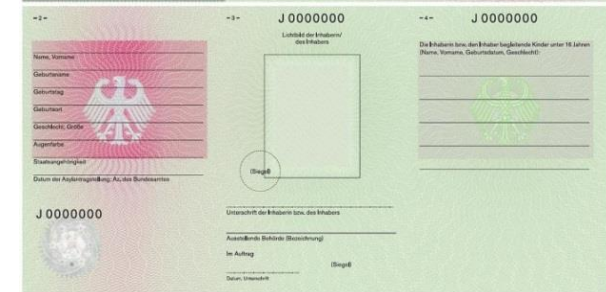 -2-
Name, Vorname
Geburtsname
Geburtstag
Geburtsort
Geschlecht, Größe
Augenfarbe
Staatsangehörigkeit
Datum der Asylantragstellung; Az. des Bundesamtes
J 0000000
-3-
J 0000000
Lichtbild der Inhaberin/
des Inhabers
(Siegel)
Unterschrift der Inhaberin bzw. des Inhabers
Ausstellende Behörde (Bezeichnung)
Im Auftrag
(Siegel)
Datum, Unterschrift
-4-
J 0000000
Die Inhaberin bzw. den Inhaber begleitende Kinder unter 16 Jahren
(Name, Vorname, Geburtsdatum, Geschlecht):